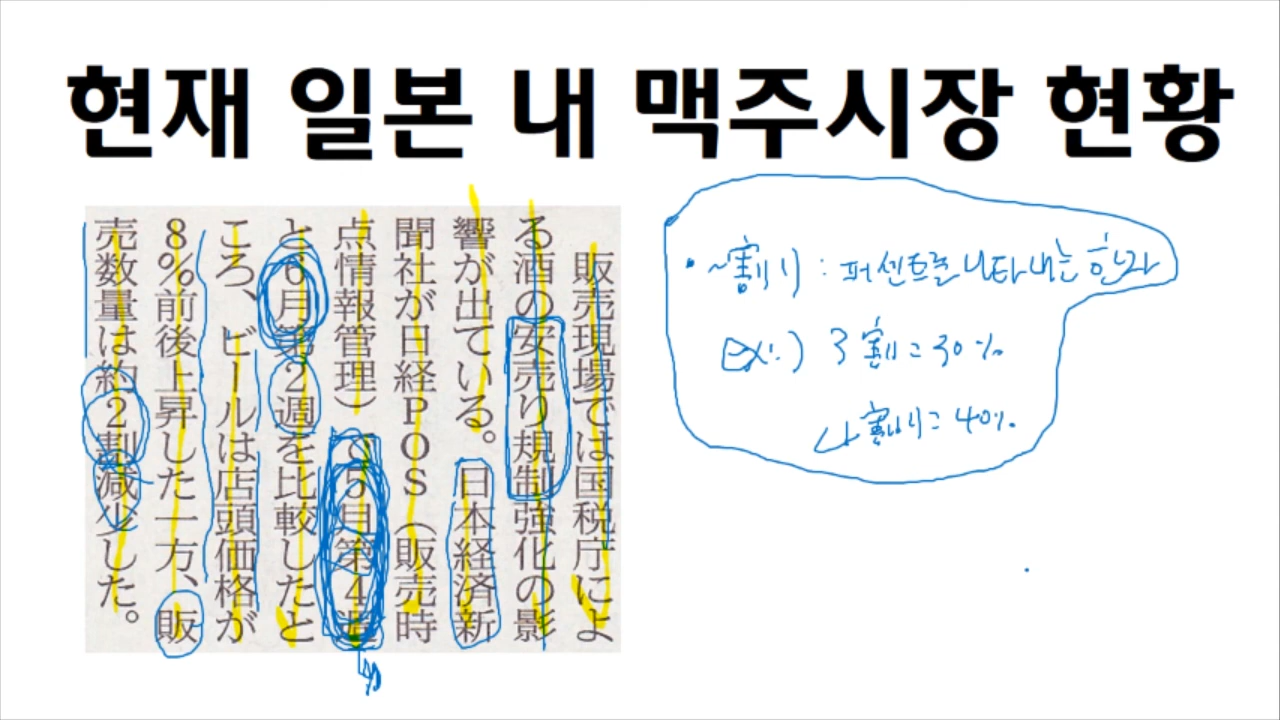 현재 일본 내 맥주시장 현황
販売現場では国税庁によ
る酒の安売り規制強化の影
響が出ている。日本経済新
聞社が日経POS(販売時
点情報管理)の5月第4週
と6月第2週を比較したと
ころ、ビールは店頭価格が
8%前後上昇した一方、販
売数量は約2割減少した。
• ~割 : 퍼센트를 나타내는 한자
ex:) 3割 = 30%
4割 = 40%